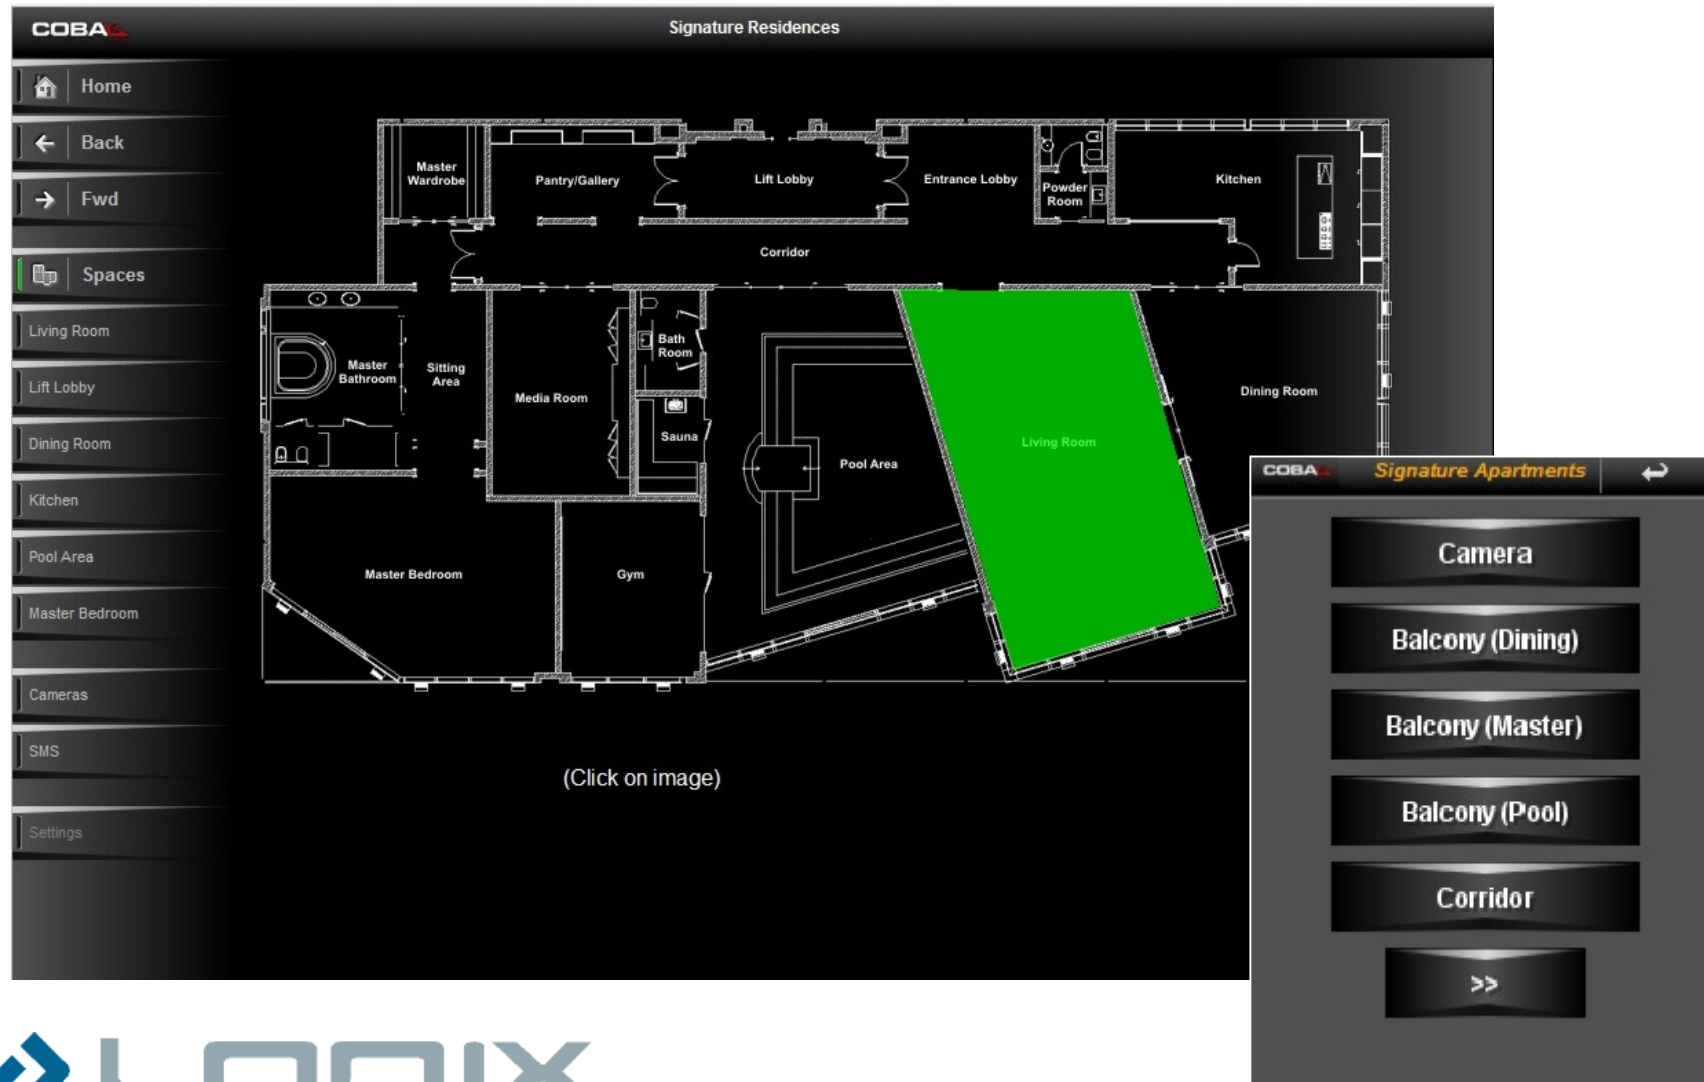 COBA
Signature Residences
Home
Back
Fwd
Spaces
Living Room
Lift Lobby
Dining Room
Kitchen
Pool Area
Master Bedroom
Cameras
SMS
Settings
Master
Wardrobe
Pantry/Gallery
Lift Lobby
Entrance Lobby
Powder
Room
Kitchen
Corridor
Master
Bathroom
Sitting
Area
Media Room
Bath
Room
Sauna
Pool Area
Living Room
Dining Room
Master Bedroom
Gym
(Click on image)
COBA
Signature Apartments
Camera
Balcony (Dining)
Balcony (Master)
Balcony (Pool)
Corridor
>>